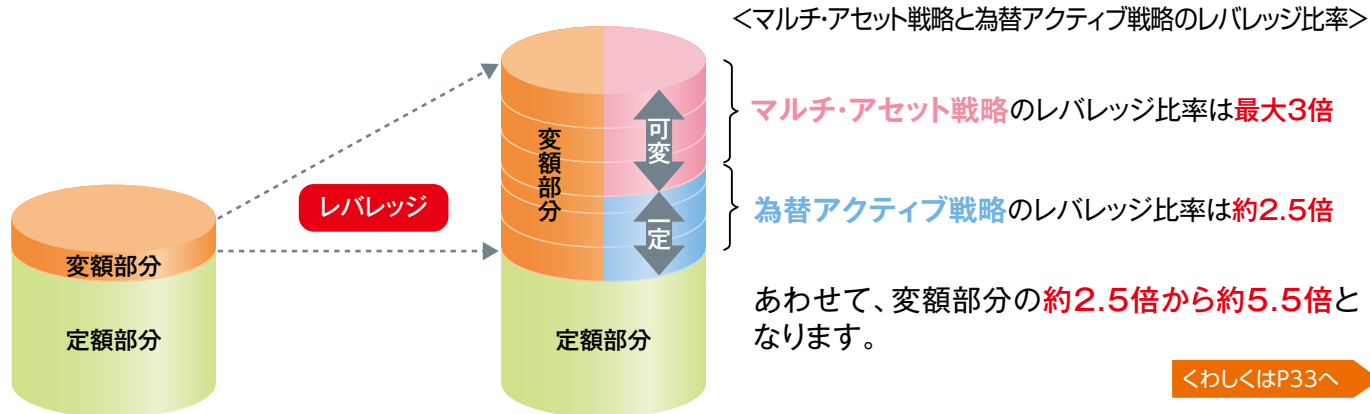 <マルチ・アセット戦略と為替アクティブ戦略のレバレッジ比率>
変額部分
定額部分
レバレッジ
変額部分
可変
一定
定額部分
マルチ・アセット戦略のレバレッジ比率は最大3倍
為替アクティブ戦略のレバレッジ比率は約2.5倍
あわせて、変額部分の約2.5倍から約5.5倍と
なります。
くわしくはP33へ